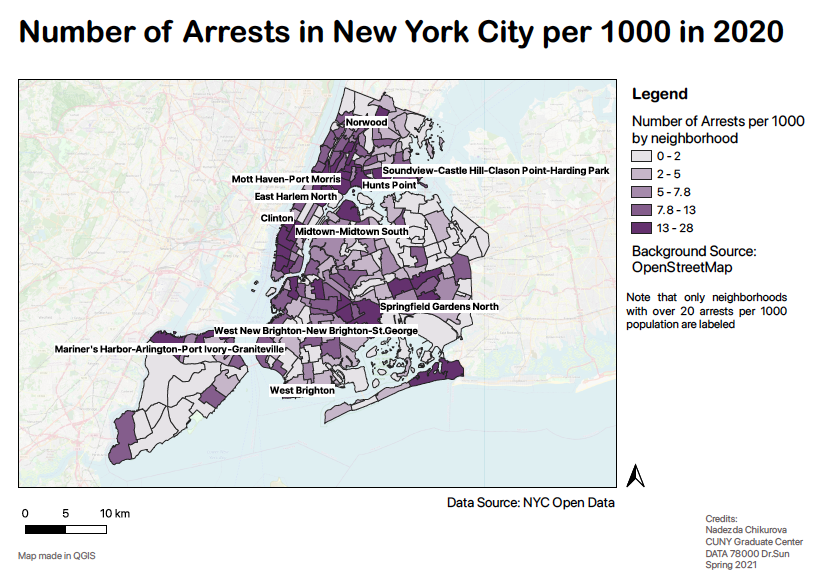 Number of Arrests in New York City per 1000 in 2020
Norwood
Soundview-Castle Hill-Clason Point-Harding Park
Mott Haven-Port Morris
Hunts Point
East Harlem North
Clinton
Midtown-Midtown South
Springfield Gardens North
West New Brighton-New Brighton-St.George
Mariner's Harbor-Arlington-Port Ivory-Graniteville
West Brighton
Legend
Number of Arrests per 1000
by neighborhood
0 - 2
2 - 5
5 - 7.8
7.8 - 13
13 - 28
Background Source:
OpenStreetMap
Note that only neighborhoods
with over 20 arrests per 1000
population are labeled
Data Source: NYC Open Data
0 5 10 km
Map made in QGIS
Credits:
Nadezda Chikurova
CUNY Graduate Center
DATA 78000 Dr.Sun
Spring 2021